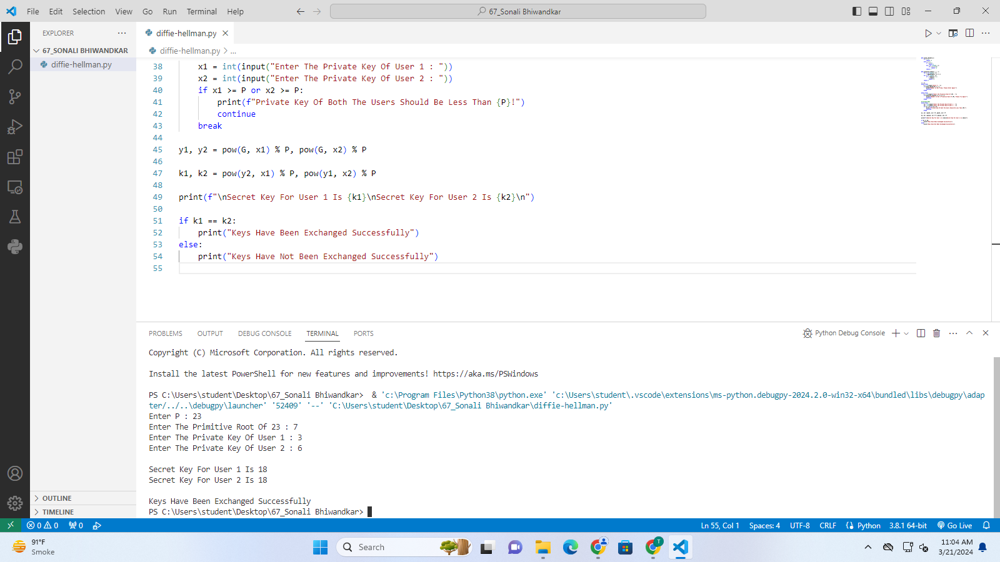 File Edit Selection View Go Run Terminal Help
67_Sonali Bhiwandkar
EXPLORER
67_SONALI BHIWANDKAR
diffie-hellman.py
diffie-hellman.py
diffie-hellman.py > ...
38 x1 = int(input("Enter The Private Key Of User 1 : "))
39 x2 = int(input("Enter The Private Key Of User 2 : "))
40 if x1 >= P or x2 >= P:
41 print(f"Private Key Of Both The Users Should Be Less Than {P}!")
42 continue
43 break
44
45 y1, y2 = pow(G, x1) % P, pow(G, x2) % P
46
47 k1, k2 = pow(y2, x1) % P, pow(y1, x2) % P
48
49 print(f"\nSecret Key For User 1 Is {k1}\nSecret Key For User 2 Is {k2}\n")
50
51 if k1 == k2:
52 print("Keys Have Been Exchanged Successfully")
53 else:
54 print("Keys Have Not Been Exchanged Successfully")
55
PROBLEMS OUTPUT DEBUG CONSOLE TERMINAL PORTS
Python Debug Console
Copyright (C) Microsoft Corporation. All rights reserved.
Install the latest PowerShell for new features and improvements! https://aka.ms/PSWindows
PS C:\Users\student\Desktop\67_Sonali Bhiwandkar> & 'c:\Program Files\Python38\python.exe' 'c:\Users\student\.vscode\extensions\ms-python.debugpy-2024.2.0-win32-x64\bundled\libs\debugpy\adap
ter/../..\debugpy\launcher' '52409' '--' 'C:\Users\student\Desktop\67_Sonali Bhiwandkar\diffie-hellman.py'
Enter P : 23
Enter The Primitive Root Of 23 : 7
Enter The Private Key Of User 1 : 3
Enter The Private Key Of User 2 : 6
Secret Key For User 1 Is 18
Secret Key For User 2 Is 18
Keys Have Been Exchanged Successfully
PS C:\Users\student\Desktop\67_Sonali Bhiwandkar>
OUTLINE
TIMELINE
0 0 0
Ln 55, Col 1 Spaces: 4 UTF-8 CRLF Python 3.8.1 64-bit Go Live
91°F
Smoke
Search
T
11:04 AM
3/21/2024